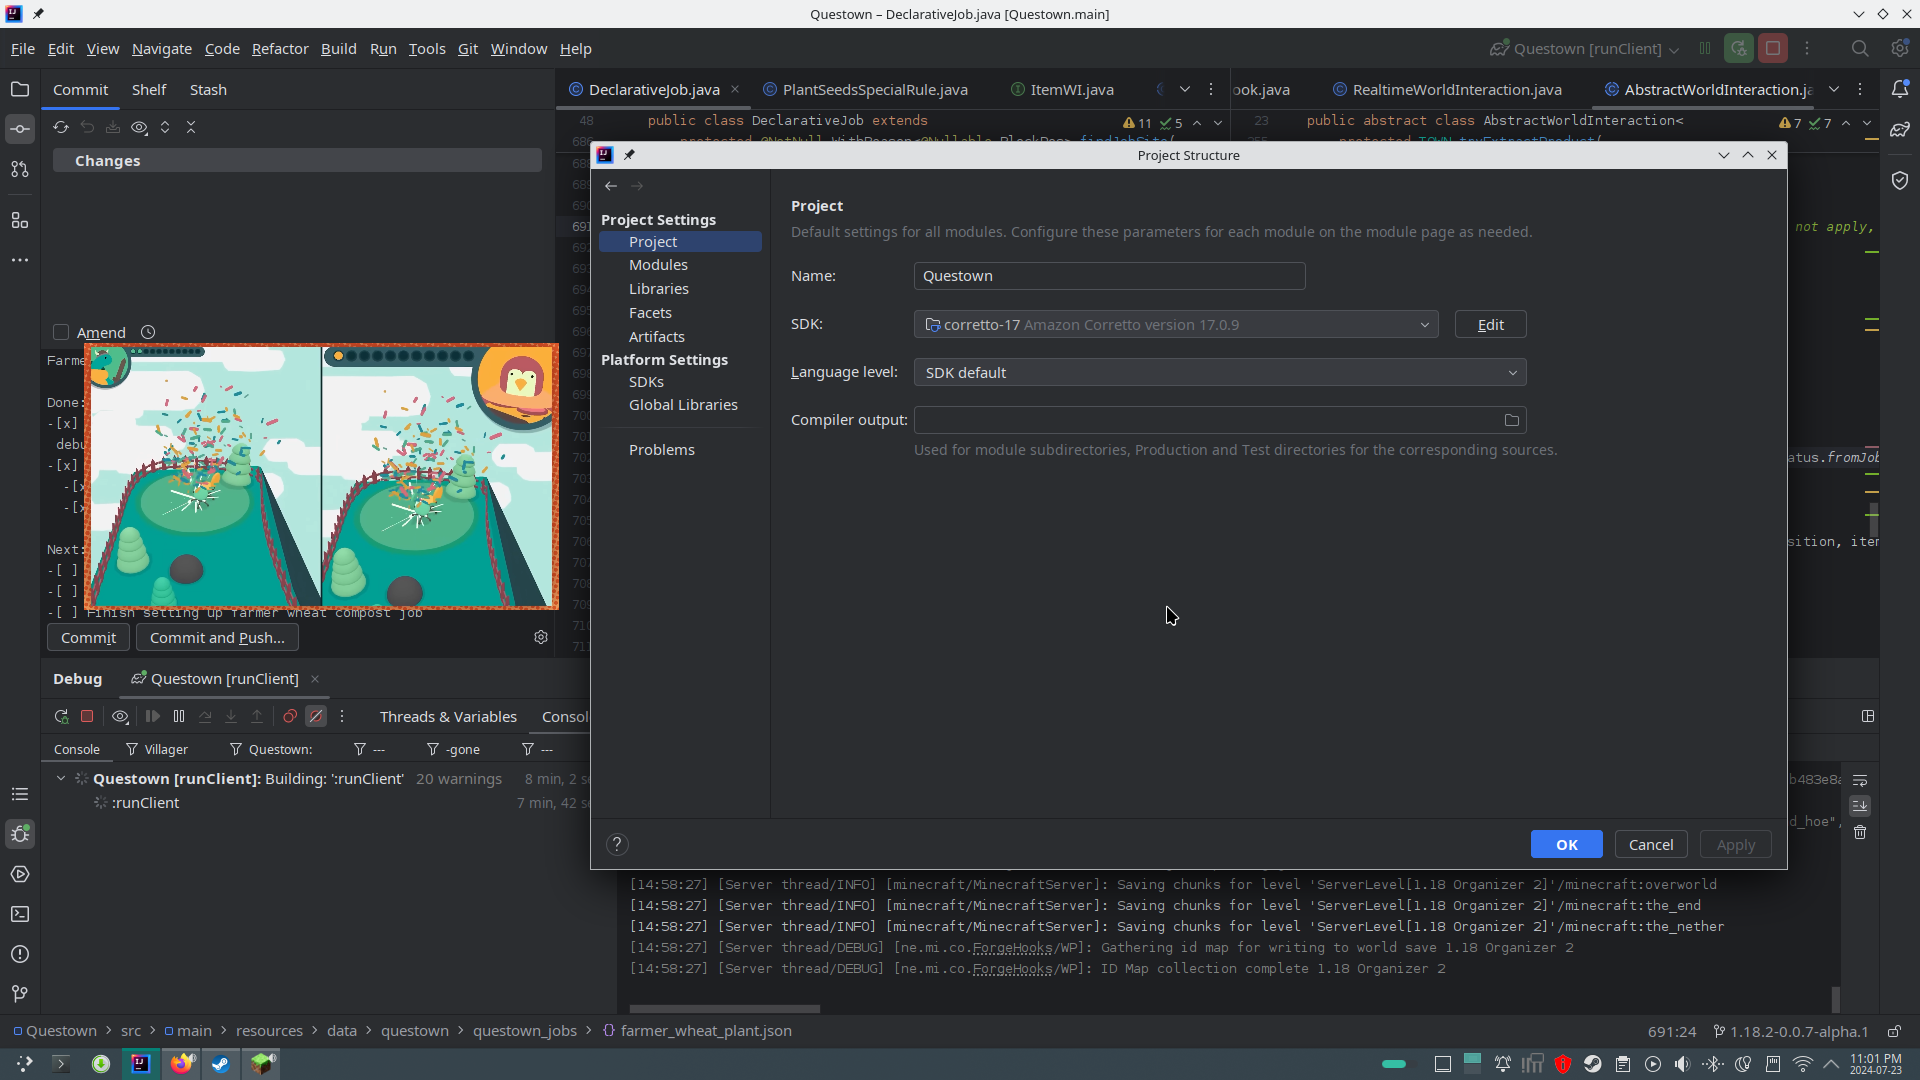 Questown – DeclarativeJob.java [Questown.main]
File Edit View Navigate Code Refactor Build Run Tools Git Window Help
Questown [runClient]
Commit Shelf Stash
DeclarativeJob.java PlantSeedsSpecialRule.java ItemWI.java
ook.java RealtimeWorldInteraction.java AbstractWorldInteraction.ja
48 public class DeclarativeJob extends 11 5
23 public abstract class AbstractWorldInteraction< 7 7
Changes
Project Structure
Project Settings
Project
Modules
Libraries
Facets
Artifacts
Platform Settings
SDKs
Global Libraries
Problems
Project
Default settings for all modules. Configure these parameters for each module on the module page as needed.
Name: Questown
SDK: corretto-17 Amazon Corretto version 17.0.9 Edit
Language level: SDK default
Compiler output:
Used for module subdirectories, Production and Test directories for the corresponding sources.
OK Cancel Apply
not apply,
atus.fromJob
sition, iter
691
Amend
Farme
Done:
-[x]
debu
-[x]
-[x
-[x
Next:
-[ ]
-[ ]
-[ ] Finish setting up farmer wheat compost job
Commit Commit and Push...
Debug Questown [runClient]
Threads & Variables Consol
Console Villager Questown: --- -gone ---
Questown [runClient]: Building: ':runClient' 20 warnings 8 min, 2 s
:runClient 7 min, 42 s
b483e8a
d_hoe",
[14:58:27] [Server thread/INFO] [minecraft/MinecraftServer]: Saving chunks for level 'ServerLevel[1.18 Organizer 2]'/minecraft:overworld
[14:58:27] [Server thread/INFO] [minecraft/MinecraftServer]: Saving chunks for level 'ServerLevel[1.18 Organizer 2]'/minecraft:the_end
[14:58:27] [Server thread/INFO] [minecraft/MinecraftServer]: Saving chunks for level 'ServerLevel[1.18 Organizer 2]'/minecraft:the_nether
[14:58:27] [Server thread/DEBUG] [ne.mi.co.ForgeHooks/WP]: Gathering id map for writing to world save 1.18 Organizer 2
[14:58:27] [Server thread/DEBUG] [ne.mi.co.ForgeHooks/WP]: ID Map collection complete 1.18 Organizer 2
Questown > src > main > resources > data > questown > questown_jobs > farmer_wheat_plant.json
691:24 1.18.2-0.0.7-alpha.1
11:01 PM
2024-07-23